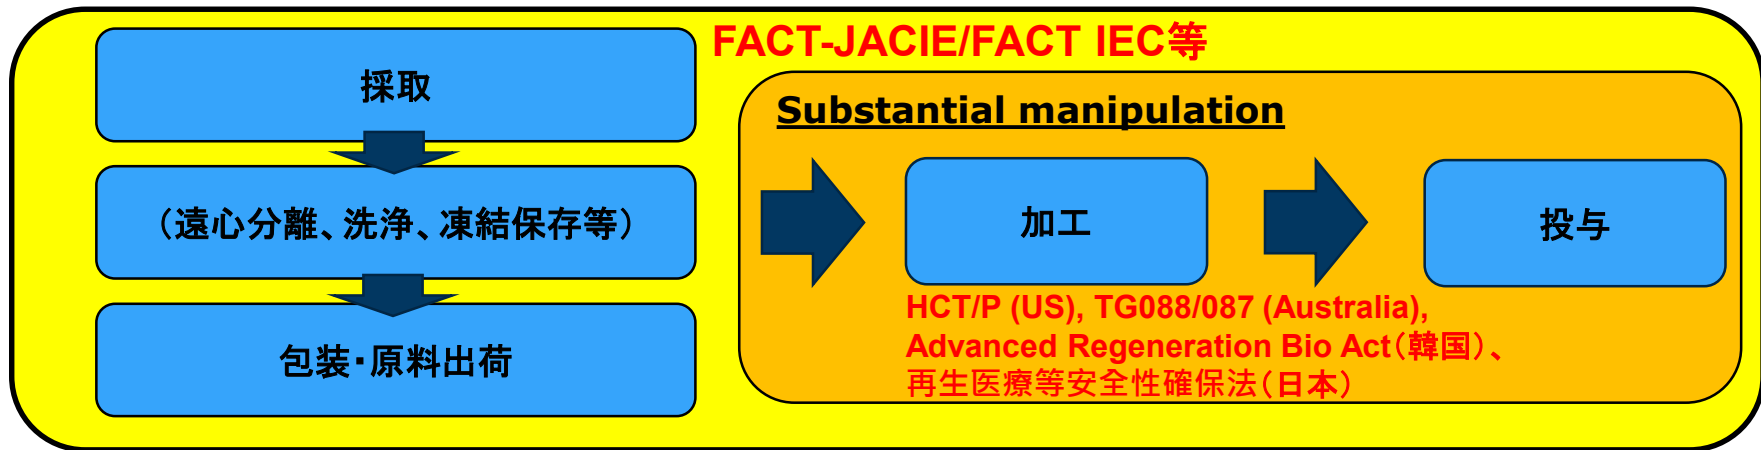 FACT-JACIE/FACT IEC等
採取
（遠心分離、洗浄、凍結保存等）
包装・原料出荷
Substantial manipulation
加工
投与
HCT/P (US), TG088/087 (Australia),
Advanced Regeneration Bio Act（韓国）、
再生医療等安全性確保法（日本）